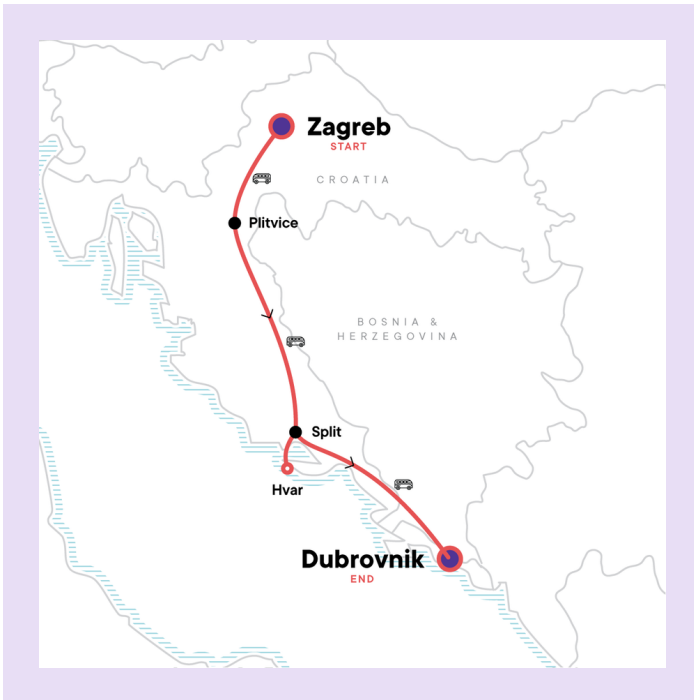 Zagreb
START
CROATIA
Plitvice
BOSNIA &
HERZEGOVINA
Split
Hvar
Dubrovnik
END